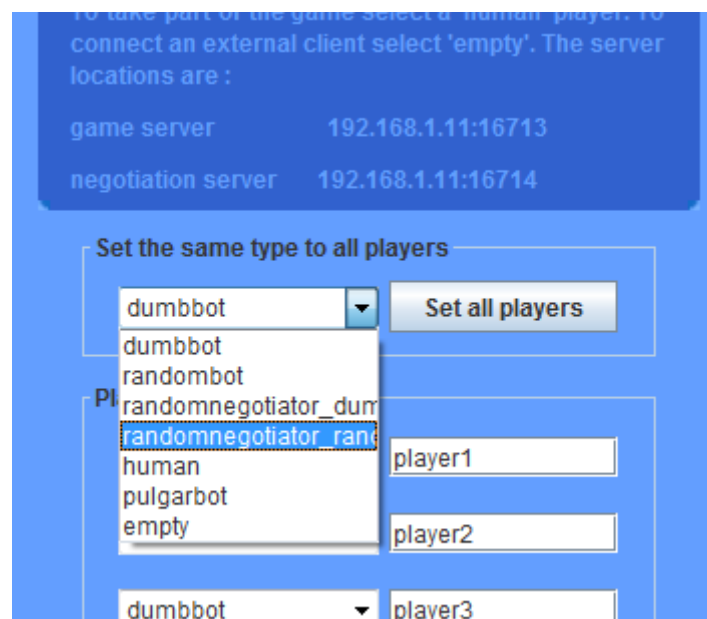 To take part of the game select a 'human' player. To
connect an external client select 'empty'. The server
locations are :
game server 192.168.1.11:16713
negotiation server 192.168.1.11:16714
Set the same type to all players
dumbbot Set all players
dumbbot
randombot
randomnegotiator_dum
randomnegotiator_rand
human
player1
pulgarbot
empty
player2
dumbbot player3